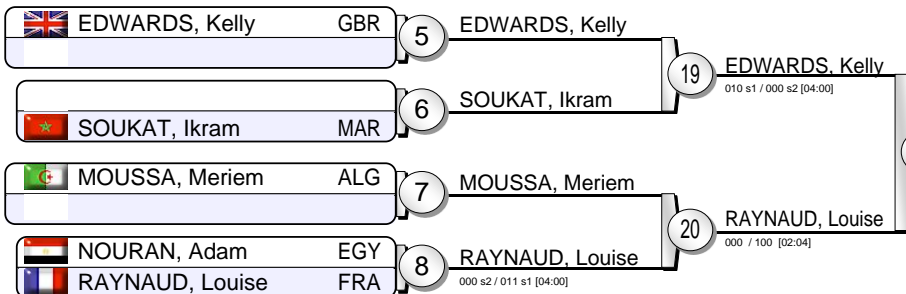 EDWARDS, Kelly GBR
SOUKAT, Ikram MAR
MOUSSA, Meriem ALG
NOURAN, Adam EGY
RAYNAUD, Louise FRA
5
6
7
8
EDWARDS, Kelly
SOUKAT, Ikram
MOUSSA, Meriem
RAYNAUD, Louise
000 s2 / 011 s1 [04:00]
19
20
EDWARDS, Kelly
010 s1 / 000 s2 [04:00]
RAYNAUD, Louise
000 / 100 [02:04]